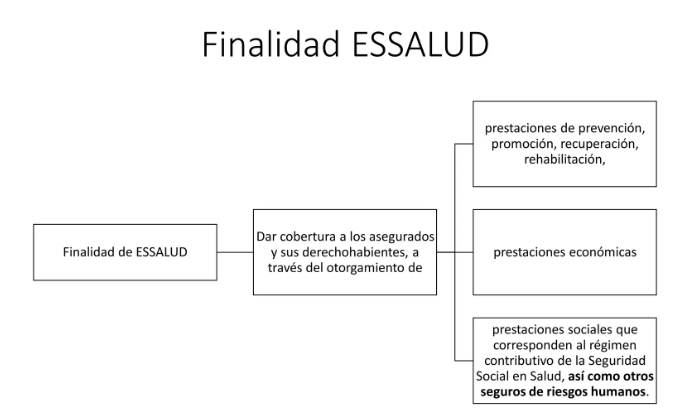 Finalidad ESSALUD
Finalidad de ESSALUD
Dar cobertura a los asegurados
y sus derechohabientes, a
través del otorgamiento de
prestaciones de prevención,
promoción, recuperación,
rehabilitación,
prestaciones económicas
prestaciones sociales que
corresponden al régimen
contributivo de la Seguridad
Social en Salud, así como otros
seguros de riesgos humanos.